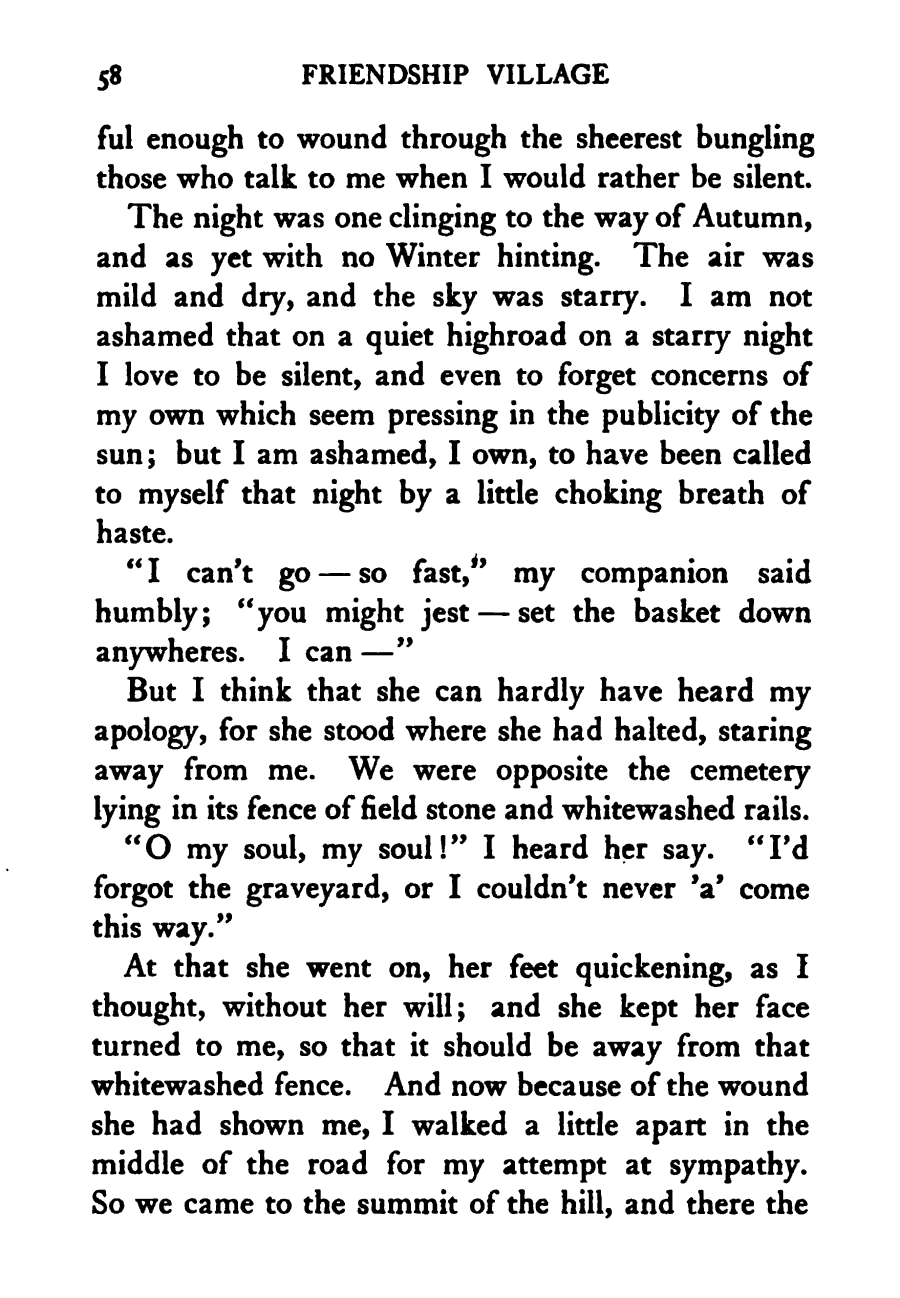 58 FRIENDSHIP VILLAGE
ful enough to wound through the sheerest bungling
those who talk to me when I would rather be silent.
The night was one clinging to the way of Autumn,
and as yet with no Winter hinting. The air was
mild and dry, and the sky was starry. I am not
ashamed that on a quiet highroad on a starry night
I love to be silent, and even to forget concerns of
my own which seem pressing in the publicity of the
sun; but I am ashamed, I own, to have been called
to myself that night by a little choking breath of
haste.
"I can't go — so fast," my companion said
humbly; "you might jest — set the basket down
anywheres. I can —"
But I think that she can hardly have heard my
apology, for she stood where she had halted, staring
away from me. We were opposite the cemetery
lying in its fence of field stone and whitewashed rails.
"O my soul, my soul!" I heard her say. "I'd
forgot the graveyard, or I couldn't never 'a' come
this way."
At that she went on, her feet quickening, as I
thought, without her will; and she kept her face
turned to me, so that it should be away from that
whitewashed fence. And now because of the wound
she had shown me, I walked a little apart in the
middle of the road for my attempt at sympathy.
So we came to the summit of the hill, and there the